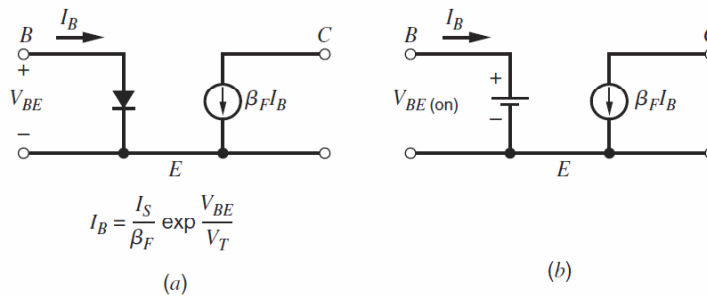 B I_B C
+
V_BE β_F I_B
−
E
I_B = I_S / β_F exp V_BE / V_T
(a)
B I_B
+
V_BE (on) β_F I_B
−
E
(b)